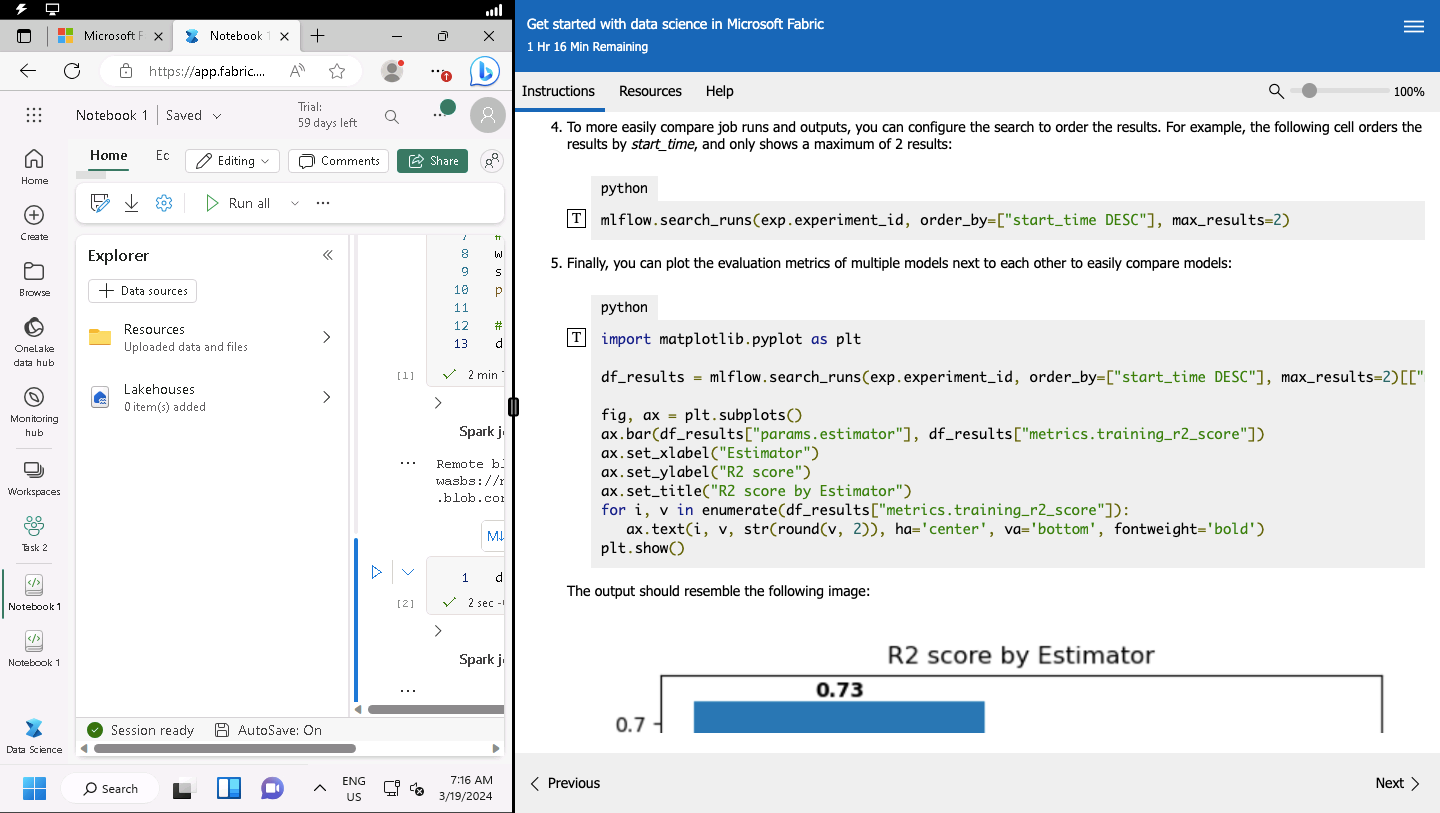 Microsoft F
Notebook 1
https://app.fabric....
Notebook 1
Saved
Trial:
59 days left
Home
Ec
Editing
Comments
Share
Run all
Home
Create
Browse
OneLake
data hub
Monitoring
hub
Workspaces
Task 2
Notebook 1
Notebook 1
Data Science
Explorer
Data sources
Resources
Uploaded data and files
Lakehouses
0 item(s) added
7 #
8 w
9 s
10 p
11
12 #
13 d
[1]
2 min
Spark j
Remote bl
wasbs://r
.blob.cor
M↓
1 d
[2]
2 sec -
Spark j
Session ready
AutoSave: On
Search
ENG
US
7:16 AM
3/19/2024
Get started with data science in Microsoft Fabric
1 Hr 16 Min Remaining
Instructions
Resources
Help
100%
4. To more easily compare job runs and outputs, you can configure the search to order the results. For example, the following cell orders the
results by start_time, and only shows a maximum of 2 results:
python
T
mlflow.search_runs(exp.experiment_id, order_by=["start_time DESC"], max_results=2)
5. Finally, you can plot the evaluation metrics of multiple models next to each other to easily compare models:
python
T
import matplotlib.pyplot as plt
df_results = mlflow.search_runs(exp.experiment_id, order_by=["start_time DESC"], max_results=2)[["
fig, ax = plt.subplots()
ax.bar(df_results["params.estimator"], df_results["metrics.training_r2_score"])
ax.set_xlabel("Estimator")
ax.set_ylabel("R2 score")
ax.set_title("R2 score by Estimator")
for i, v in enumerate(df_results["metrics.training_r2_score"]):
ax.text(i, v, str(round(v, 2)), ha='center', va='bottom', fontweight='bold')
plt.show()
The output should resemble the following image:
R2 score by Estimator
0.73
0.7
Previous
Next